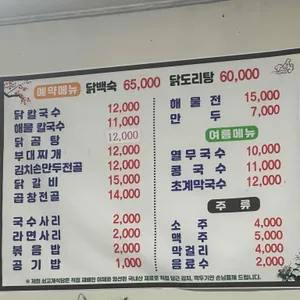 예약메뉴 닭백숙 65,000 닭도리탕 60,000
닭칼국수 12,000
해물 칼국수 11,000
닭곰탕 12,000
부대찌개 12,000
김치손만두전골 12,000
닭갈비 15,000
곱창전골 14,000
국수사리 2,000
라면사리 2,000
볶음밥 2,000
공기밥 1,000
해물전 15,000
만두 7,000
여름메뉴
열무국수 10,000
콩국수 11,000
초계막국수 12,000
주류
소주 4,000
맥주 5,000
막걸리 4,000
음료수 2,000